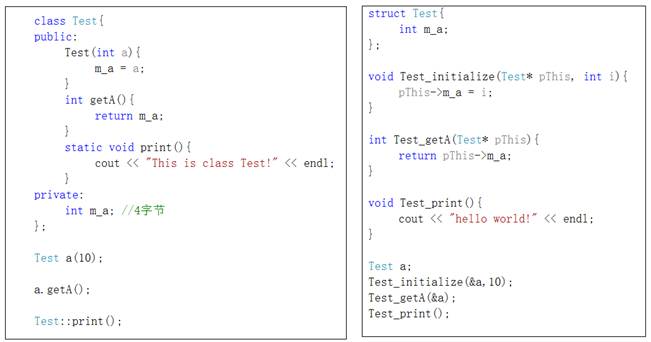 class Test{
public:
    Test(int a){
        m_a = a;
    }
    int getA(){
        return m_a;
    }
    static void print(){
        cout << "This is class Test!" << endl;
    }
private:
    int m_a; //4字节
};
Test a(10);
a.getA();
Test::print();
struct Test{
    int m_a;
};
void Test_initialize(Test* pThis, int i){
    pThis->m_a = i;
}
int Test_getA(Test* pThis){
    return pThis->m_a;
}
void Test_print(){
    cout << "hello world!" << endl;
}
Test a;
Test_initialize(&a,10);
Test_getA(&a);
Test_print();